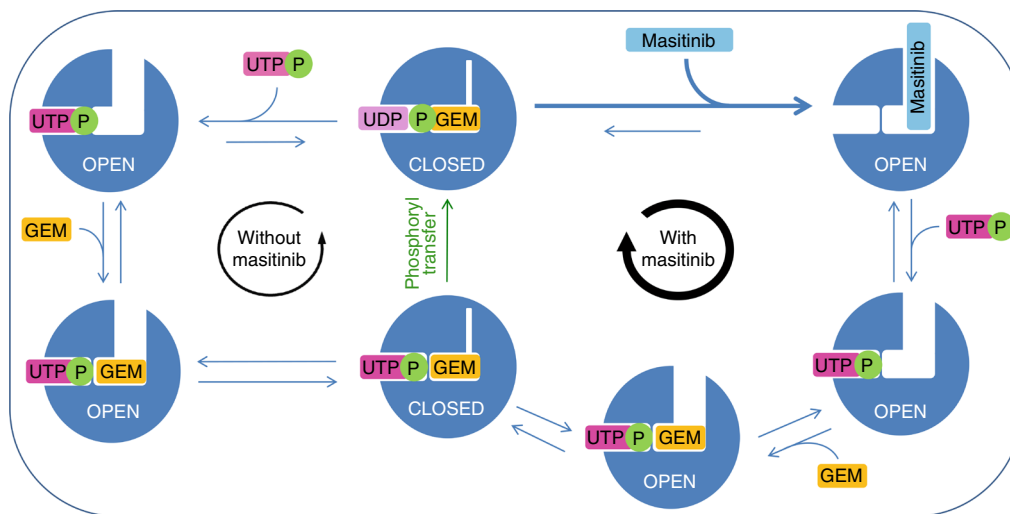 Masitinib
UTP P
Masitinib
UTP P
UDP P GEM
OPEN
CLOSED
OPEN
GEM
Without
masitinib
Phosphoryl
transfer
With
masitinib
UTP P
UTP P GEM
OPEN
UTP P GEM
CLOSED
UTP P
OPEN
UTP P GEM
OPEN
GEM